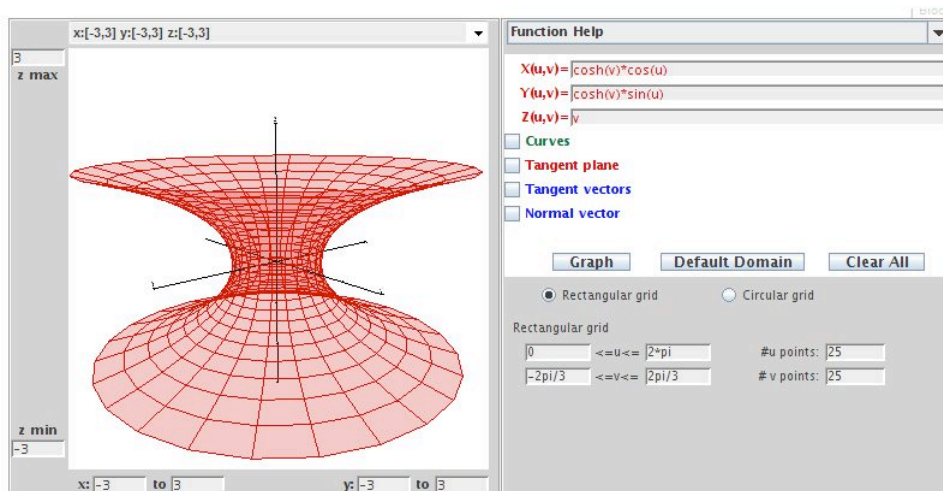 x:[-3,3] y:[-3,3] z:[-3,3]
3
z max
z
z min
-3
x: -3 to 3 y: -3 to 3
Function Help
X(u,v)= cosh(v)*cos(u)
Y(u,v)= cosh(v)*sin(u)
Z(u,v)= v
Curves
Tangent plane
Tangent vectors
Normal vector
Graph Default Domain Clear All
Rectangular grid Circular grid
Rectangular grid
0 <=u<= 2*pi #u points: 25
-2pi/3 <=v<= 2pi/3 # v points: 25